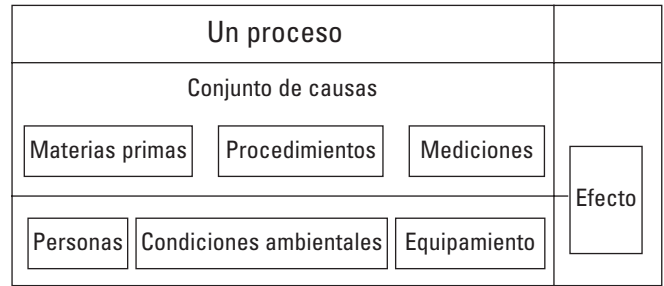 Un proceso
Conjunto de causas
Materias primas Procedimientos Mediciones
Efecto
Personas Condiciones ambientales Equipamiento